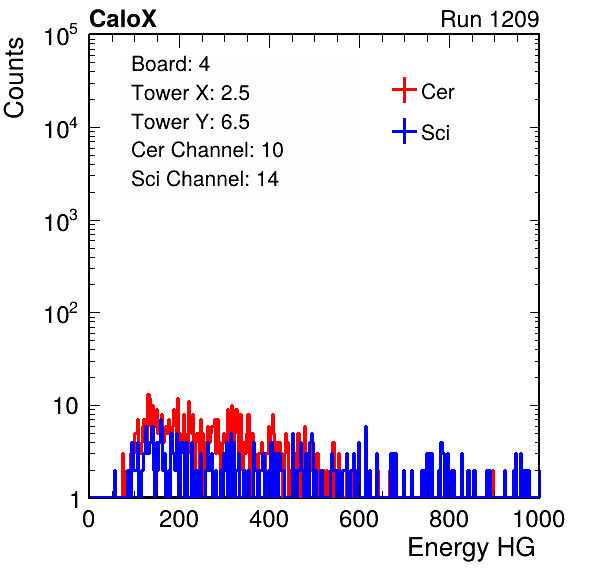 CaloX Run 1209
Counts
Board: 4
Tower X: 2.5
Tower Y: 6.5
Cer Channel: 10
Sci Channel: 14
Cer
Sci
10^5
10^4
10^3
10^2
10
1
0 200 400 600 800 1000
Energy HG